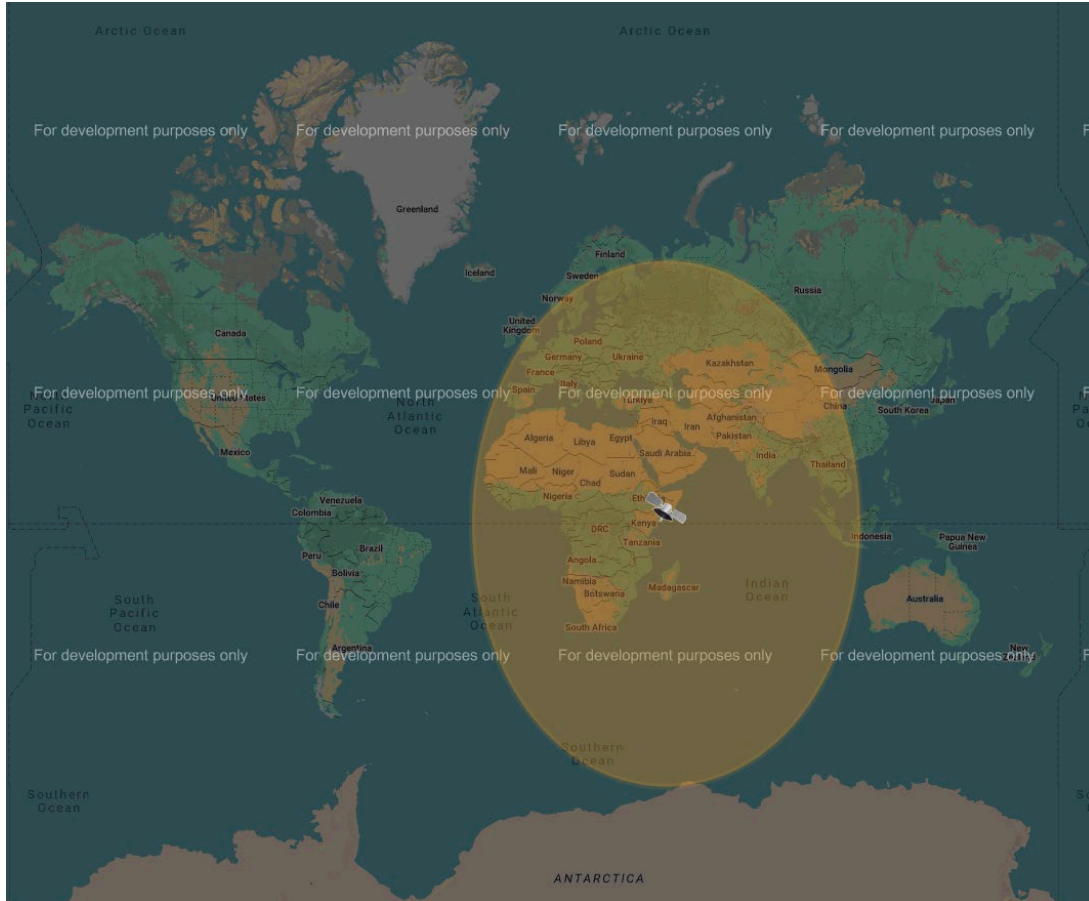 Arctic Ocean
Arctic Ocean
For development purposes only
For development purposes only
For development purposes only
For development purposes only
Greenland
Finland
Iceland
Sweden
Russia
Norway
United
Kingdom
Canada
Poland
Germany
Ukraine
Kazakhstan
Mongolia
France
Italy
Spain
Türkiye
For development purposes only
For development purposes only
For development purposes only
For development purposes only
United States
North
Pacific
Ocean
North
Atlantic
Ocean
China
Japan
South Korea
Afghanistan
Iraq
Iran
Pakistan
Algeria
Libya
Egypt
Saudi Arabia
India
Thailand
Mexico
Mali
Niger
Chad
Sudan
Nigeria
Venezuela
Colombia
DRC
Kenya
Tanzania
Indonesia
Papua New
Guinea
Peru
Brazil
Bolivia
Angola
Namibia
Botswana
Madagascar
Indian
Ocean
South
Pacific
Ocean
South
Atlantic
Ocean
Chile
Australia
South Africa
Argentina
New
For development purposes only
For development purposes only
For development purposes only
For development purposes only
Southern
Ocean
Southern
Ocean
ANTARCTICA